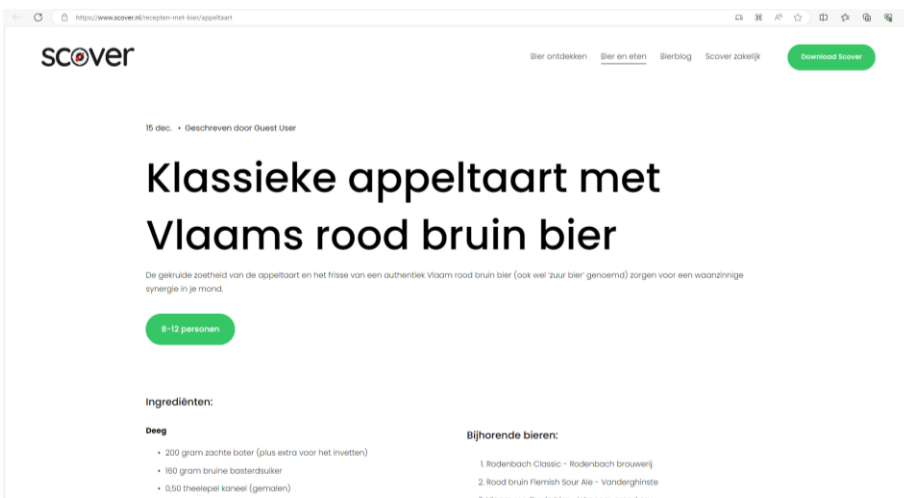 https://www.scover.nl/recepten-met-bier/appeltaart
scover
Bier ontdekken Bier en eten Bierblog Scover zakelijk Download Scover
15 dec. • Geschreven door Guest User
Klassieke appeltaart met
Vlaams rood bruin bier
De gekruide zoetheid van de appeltaart en het frisse van een authentiek Vlaam rood bruin bier (ook wel 'zuur bier' genoemd) zorgen voor een waanzinnige
synergie in je mond.
8-12 personen
Ingrediënten:
Deeg
• 200 gram zachte boter (plus extra voor het invetten)
• 160 gram bruine basterdsuiker
• 0,50 theelepel kaneel (gemalen)
Bijhorende bieren:
1. Rodenbach Classic - Rodenbach brouwerij
2. Rood bruin Flemish Sour Ale - Vanderghinste